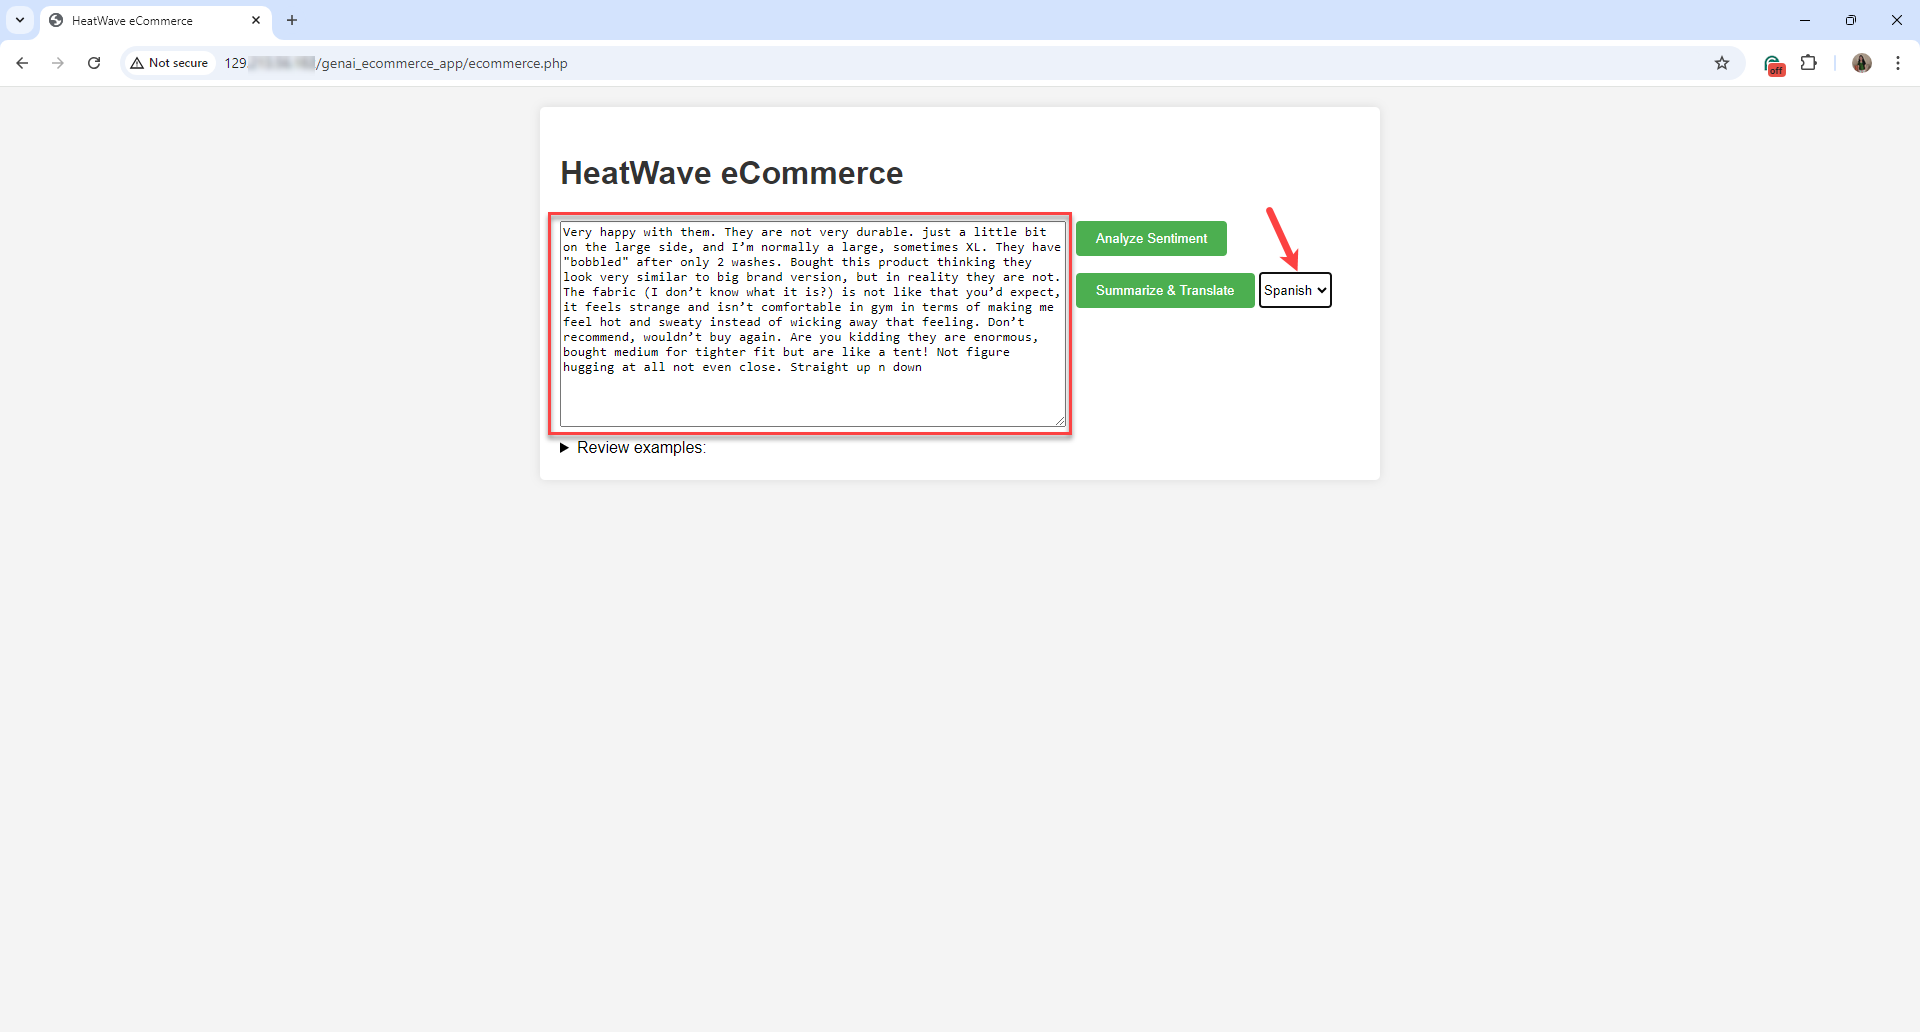 HeatWave eCommerce
Not secure
129. /genai_ecommerce_app/ecommerce.php
off
HeatWave eCommerce
Very happy with them. They are not very durable. just a little bit
on the large side, and I’m normally a large, sometimes XL. They have
"bobbled" after only 2 washes. Bought this product thinking they
look very similar to big brand version, but in reality they are not.
The fabric (I don’t know what it is?) is not like that you’d expect,
it feels strange and isn’t comfortable in gym in terms of making me
feel hot and sweaty instead of wicking away that feeling. Don’t
recommend, wouldn’t buy again. Are you kidding they are enormous,
bought medium for tighter fit but are like a tent! Not figure
hugging at all not even close. Straight up n down
Analyze Sentiment
Summarize & Translate
Spanish
Review examples: